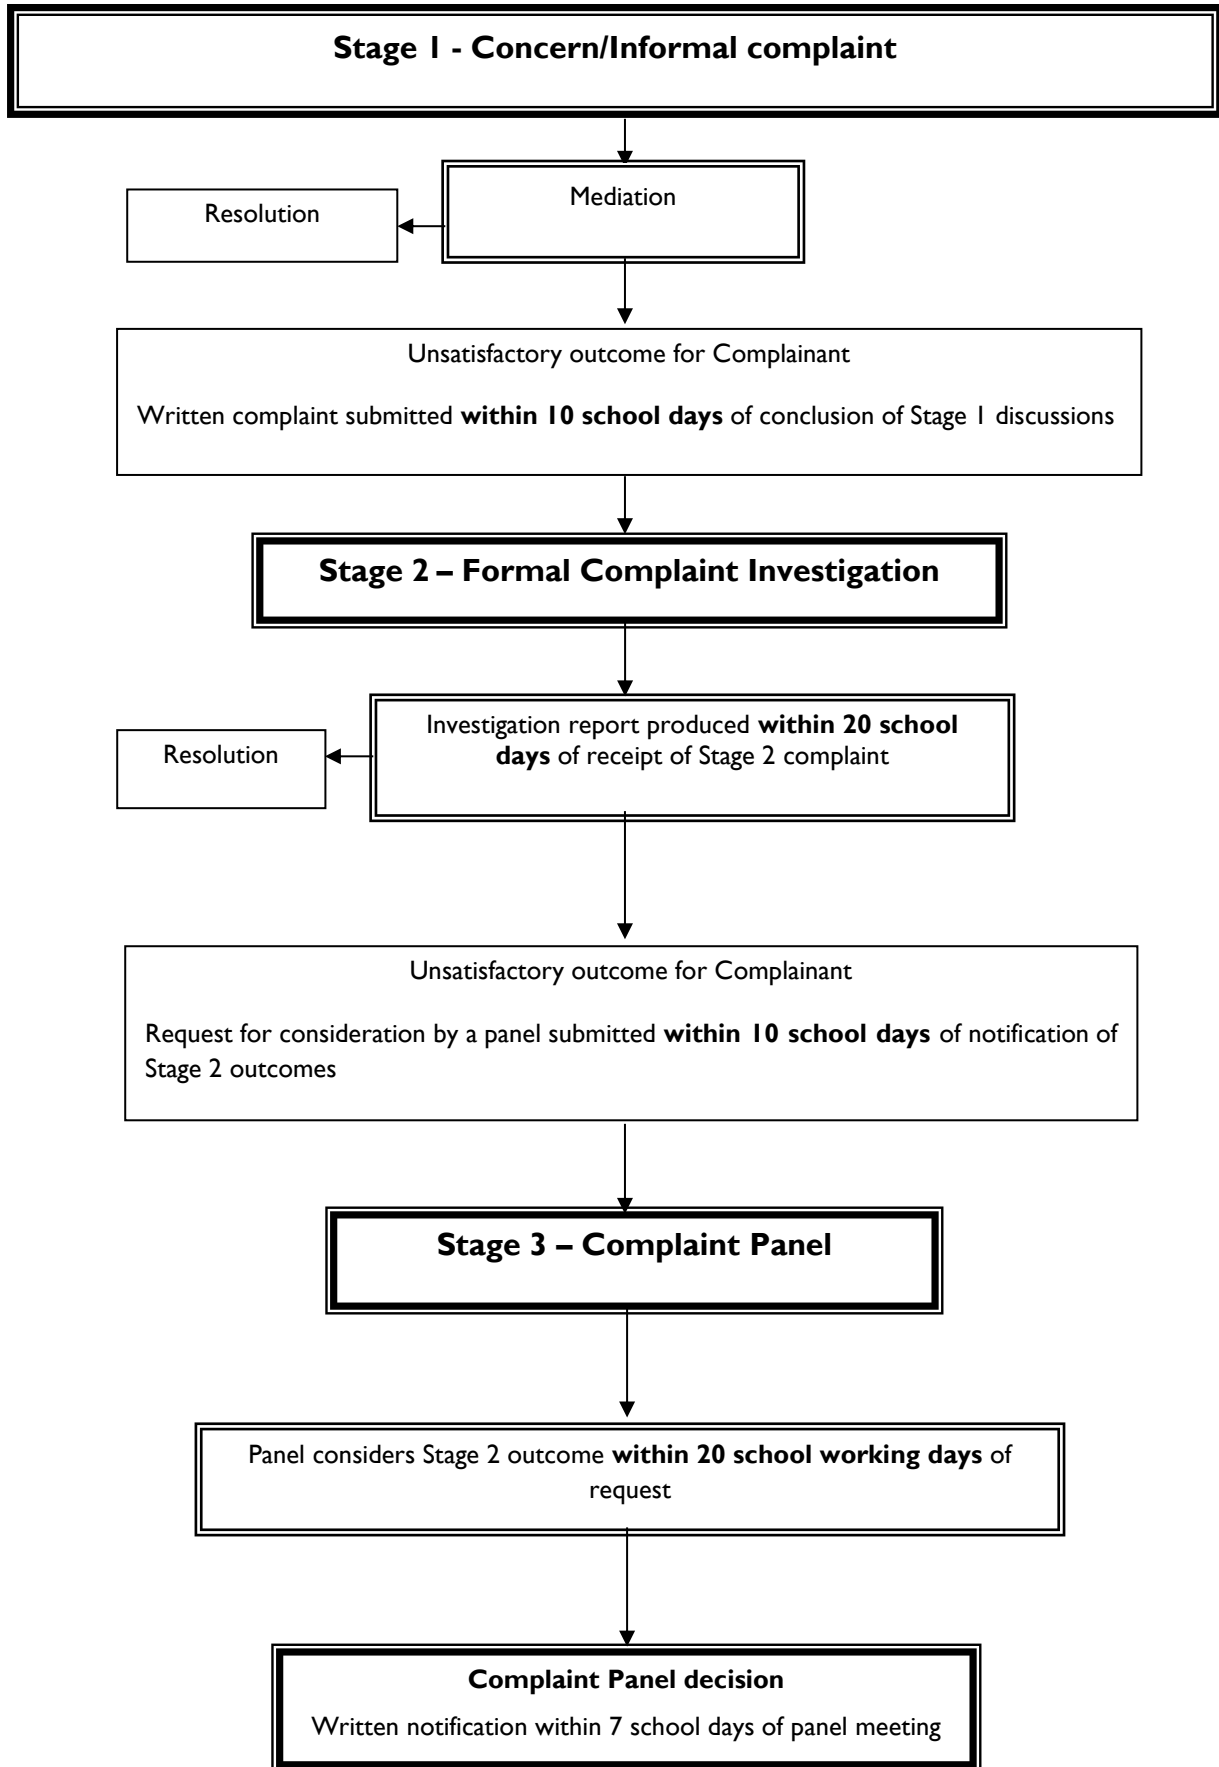 Stage 1 - Concern/Informal complaint
Mediation
Resolution
Unsatisfactory outcome for Complainant
Written complaint submitted within 10 school days of conclusion of Stage 1 discussions
Stage 2 – Formal Complaint Investigation
Investigation report produced within 20 school
days of receipt of Stage 2 complaint
Resolution
Unsatisfactory outcome for Complainant
Request for consideration by a panel submitted within 10 school days of notification of
Stage 2 outcomes
Stage 3 – Complaint Panel
Panel considers Stage 2 outcome within 20 school working days of
request
Complaint Panel decision
Written notification within 7 school days of panel meeting